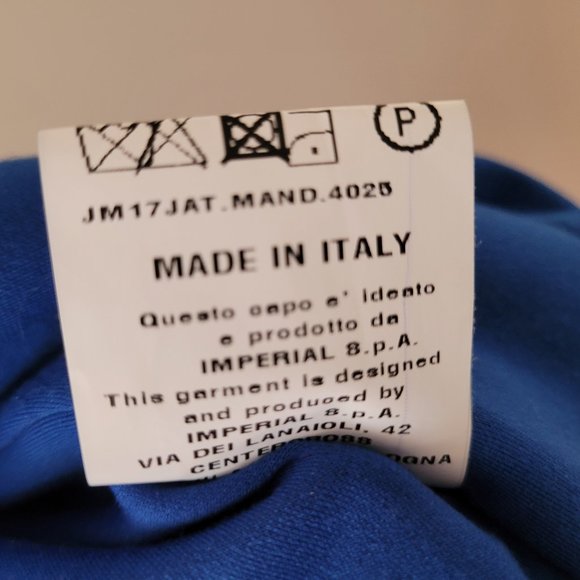 P
JM17JAT.MAND.4025
MADE IN ITALY
Questo capo e' ideato
e prodotto da
IMPERIAL S.p.A.
This garment is designed
and produced by
IMPERIAL S.p.A.
VIA DEI LANAIOLI, 42